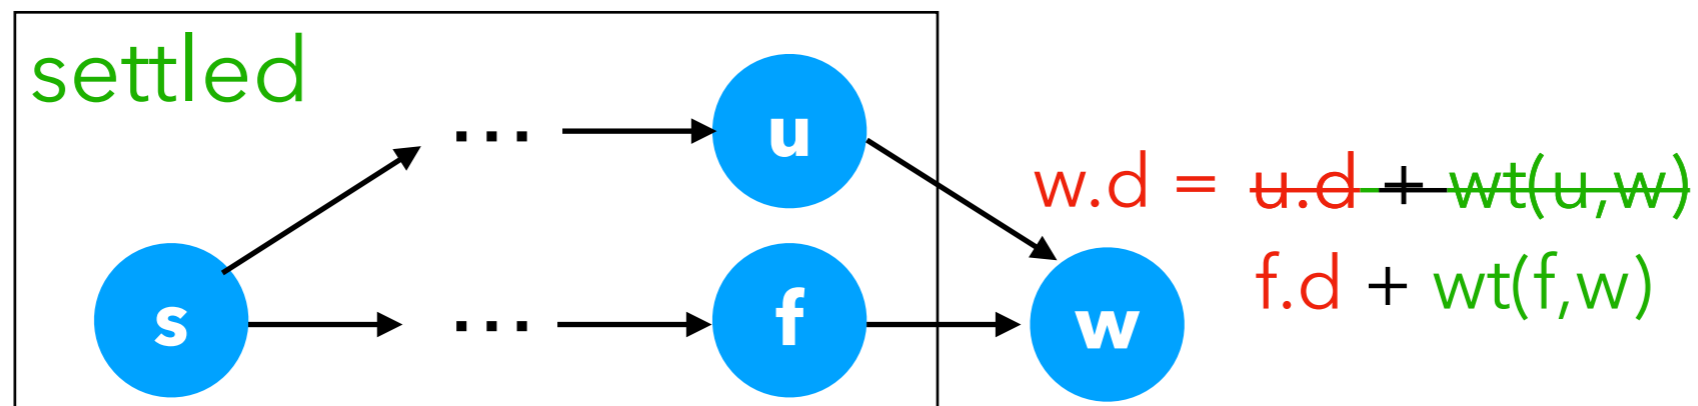 settled
... u
w.d = u.d + wt(u,w)
s ... f w
f.d + wt(f,w)